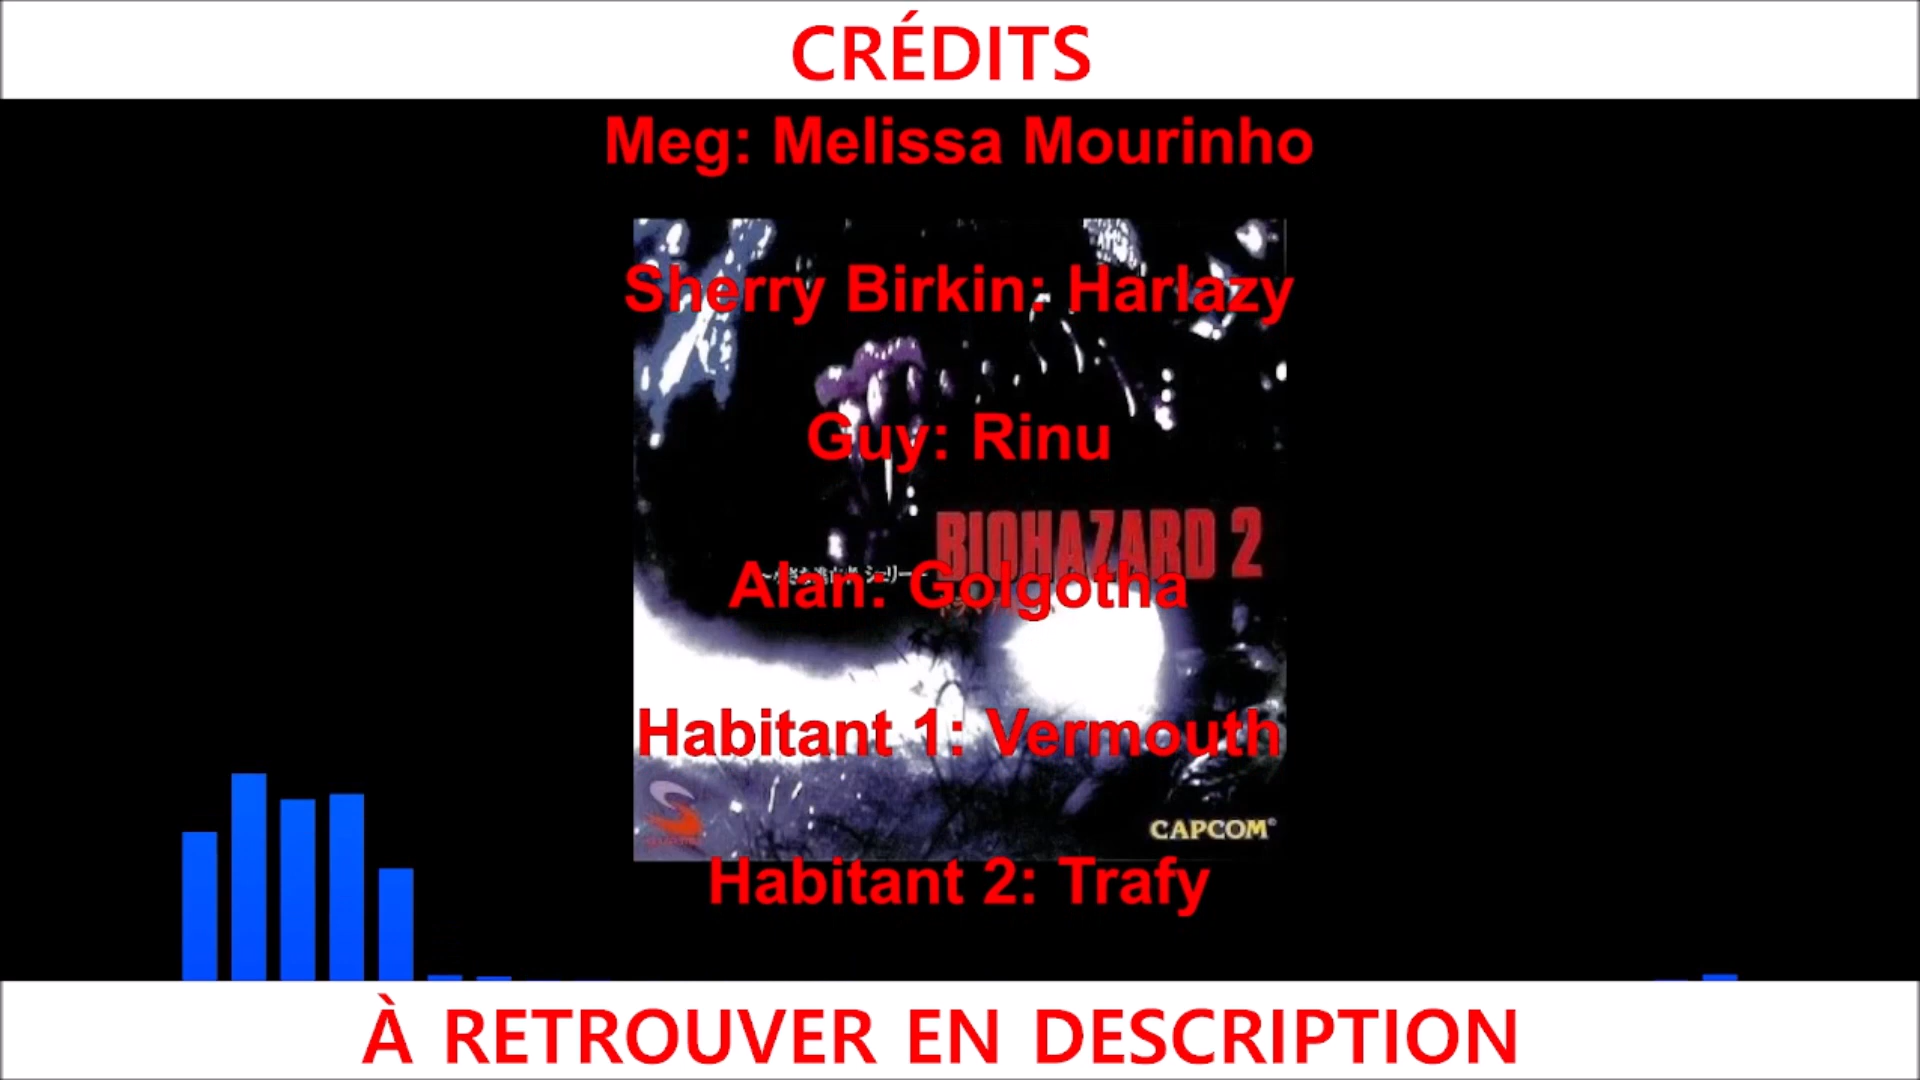 CRÉDITS
Meg: Melissa Mourinho
Sherry Birkin: Harlazy
Guy: Rinu
BIOHAZARD 2
Alan: Golgotha
Habitant 1: Vermouth
CAPCOM
Habitant 2: Trafy
À RETROUVER EN DESCRIPTION